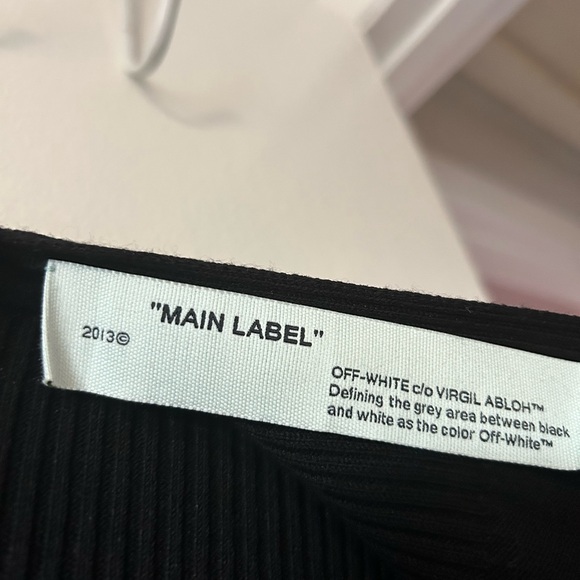 "MAIN LABEL"
2013©
OFF-WHITE c/o VIRGIL ABLOH™
Defining the grey area between black
and white as the color Off-White™